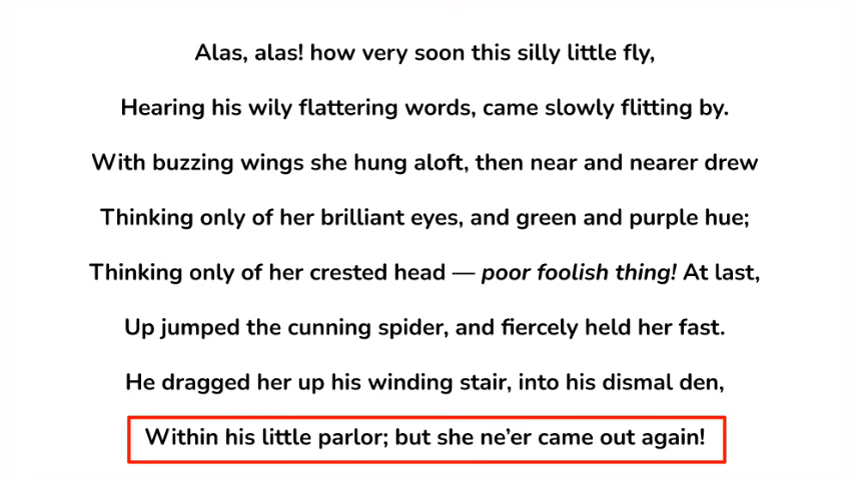 Alas, alas! how very soon this silly little fly,
Hearing his wily flattering words, came slowly flitting by.
With buzzing wings she hung aloft, then near and nearer drew
Thinking only of her brilliant eyes, and green and purple hue;
Thinking only of her crested head — poor foolish thing! At last,
Up jumped the cunning spider, and fiercely held her fast.
He dragged her up his winding stair, into his dismal den,
Within his little parlor; but she ne’er came out again!